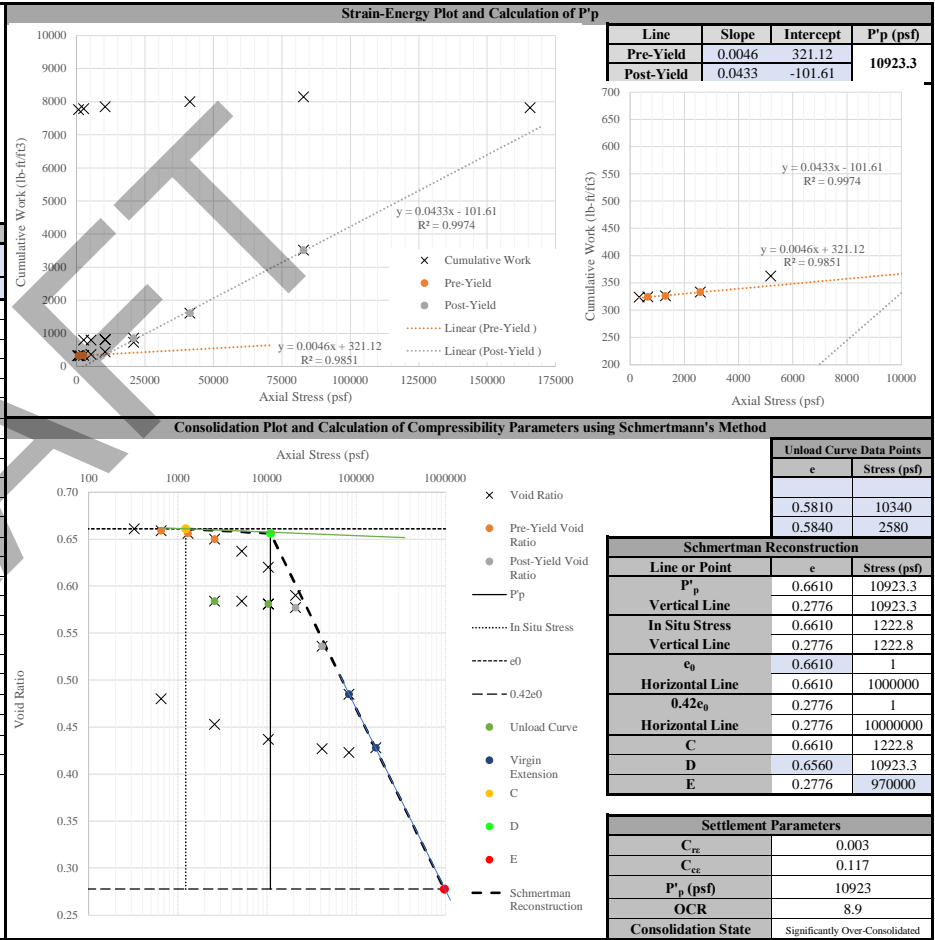 Strain-Energy Plot and Calculation of P'p
Line Slope Intercept P'p (psf)
Pre-Yield 0.0046 321.12 10923.3
Post-Yield 0.0433 -101.61
10000
9000
8000
7000
6000
5000
4000
3000
2000
1000
0
0 25000 50000 75000 100000 125000 150000 175000
Cumulative Work (lb-ft/ft3)
Axial Stress (psf)
y = 0.0433x - 101.61
R² = 0.9974
Cumulative Work
Pre-Yield
Post-Yield
Linear (Pre-Yield )
Linear (Post-Yield )
y = 0.0046x + 321.12
R² = 0.9851
700
650
600
550
500
450
400
350
300
250
200
0 2000 4000 6000 8000 10000
Cumulative Work (lb-ft/ft3)
Axial Stress (psf)
y = 0.0433x - 101.61
R² = 0.9974
y = 0.0046x + 321.12
R² = 0.9851
Consolidation Plot and Calculation of Compressibility Parameters using Schmertmann's Method
Axial Stress (psf)
100 1000 10000 100000 1000000
0.70
0.65
0.60
0.55
0.50
0.45
0.40
0.35
0.30
0.25
Void Ratio
Void Ratio
Pre-Yield Void
Ratio
Post-Yield Void
Ratio
P'p
In Situ Stress
e0
0.42e0
Unload Curve
Virgin
Extension
C
D
E
Schmertman
Reconstruction
Unload Curve Data Points
e Stress (psf)
0.5810 10340
0.5840 2580
Schmertman Reconstruction
Line or Point e Stress (psf)
P'p 0.6610 10923.3
Vertical Line 0.2776 10923.3
In Situ Stress 0.6610 1222.8
Vertical Line 0.2776 1222.8
e0 0.6610 1
Horizontal Line 0.6610 1000000
0.42e0 0.2776 1
Horizontal Line 0.2776 10000000
C 0.6610 1222.8
D 0.6560 10923.3
E 0.2776 970000
Settlement Parameters
Crε 0.003
Ccε 0.117
P'p (psf) 10923
OCR 8.9
Consolidation State Significantly Over-Consolidated